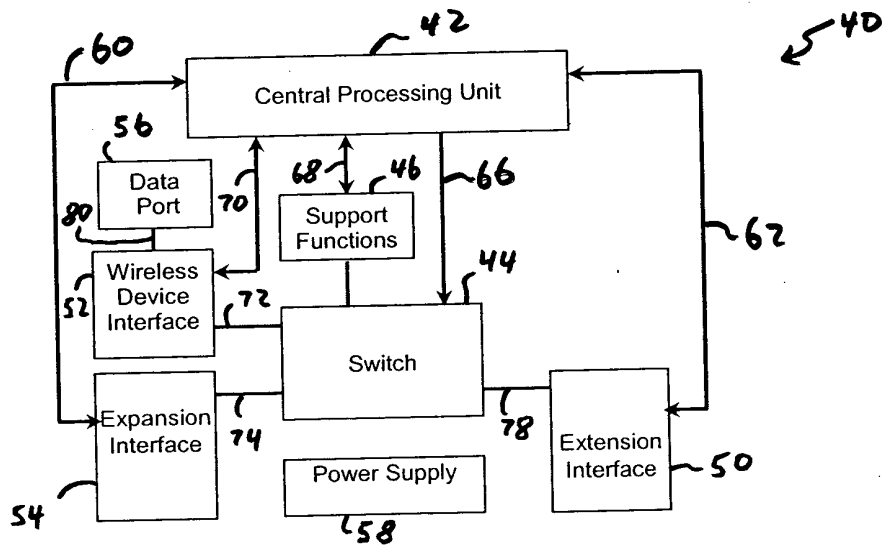 42
40
60
Central Processing Unit
56
Data
Port
70
68
46
66
80
Support
Functions
62
Wireless
Device
Interface
52
72
44
Switch
Expansion
Interface
74
78
Extension
Interface
50
Power Supply
54
58